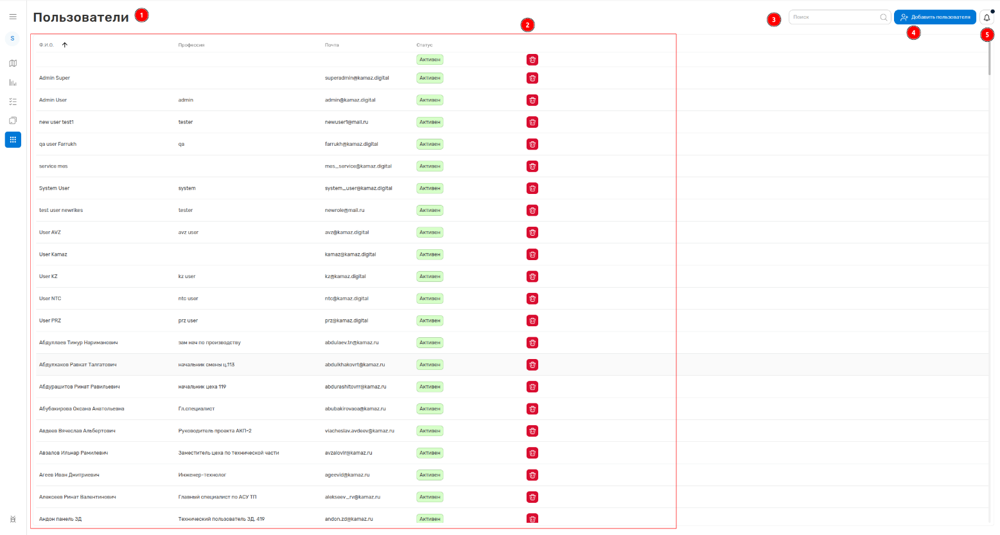 Пользователи 1
2
3 Поиск Добавить пользователя
4 5
S
Ф.И.О. Профессия Почта Статус
Активен
Admin Super superadmin@kamaz.digital Активен
Admin User admin admin@kamaz.digital Активен
new user test1 tester newuser1@mail.ru Активен
qa user Farrukh qa farrukh@kamaz.digital Активен
service mes mes_service@kamaz.digital Активен
System User system system_user@kamaz.digital Активен
test user newrikes tester newrole@mail.ru Активен
User AVZ avz user avz@kamaz.digital Активен
User Kamaz kamaz@kamaz.digital Активен
User KZ kz user kz@kamaz.digital Активен
User NTC ntc user ntc@kamaz.digital Активен
User PRZ prz user prz@kamaz.digital Активен
Абдуллаев Тимур Нариманович зам нач по производству abdulaev.tn@kamaz.ru Активен
Абдулхаков Равкат Талгатович начальник смены ц.113 abdulkhakovrt@kamaz.ru Активен
Абдурашитов Ринат Равильевич начальник цеха 119 abdurashitovrr@kamaz.ru Активен
Абубакирова Оксана Анатольевна Гл.специалист abubakirovaoa@kamaz.ru Активен
Авдеев Вячеслав Альбертович Руководитель проекта АКП-2 viacheslav.avdeev@kamaz.ru Активен
Авзалов Ильнар Рамилевич Заместитель цеха по технической части avzalovir@kamaz.ru Активен
Агеев Иван Дмитриевич Инженер-технолог ageevid@kamaz.ru Активен
Алексеев Ринат Валентинович Главный специалист по АСУ ТП alekseev_rv@kamaz.ru Активен
Андон панель ЗД Технический пользователь ЗД, 419 andon.zd@kamaz.ru Активен